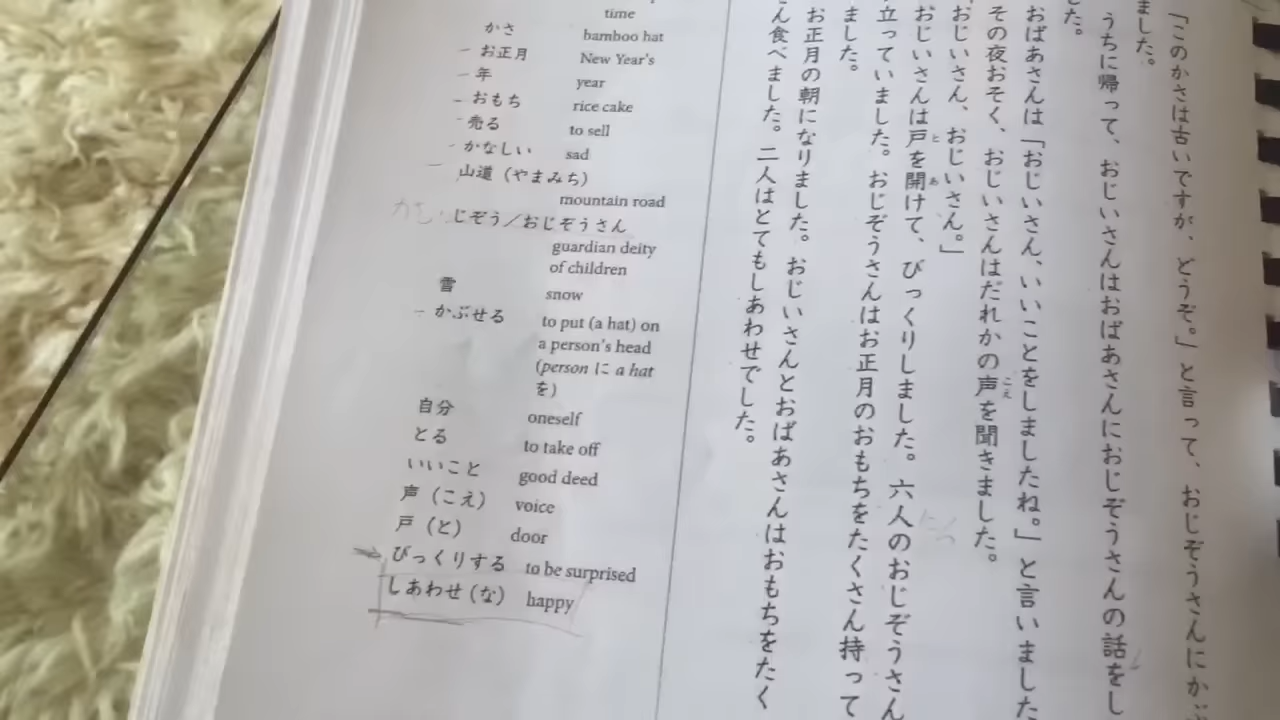 time
かさ bamboo hat
お正月 New Year's
年 year
おもち rice cake
売る to sell
かなしい sad
山道（やまみち）
mountain road
じぞう／おじぞうさん
guardian deity
of children
雪 snow
かぶせる to put (a hat) on
a person's head
(person に a hat
を)
自分 oneself
とる to take off
いいこと good deed
声（こえ） voice
戸（と） door
びっくりする to be surprised
しあわせ（な） happy
「このかさは古いですが、どうぞ。」と言って、おじぞうさんにかぶ
ました。
うちに帰って、おじいさんはおばあさんにおじぞうさんの話をし
した。
おばあさんは「おじいさん、いいことをしましたね。」と言いました
その夜おそく、おじいさんはだれかの声を聞きました。
こえ
「おじいさん、おじいさん。」
おじいさんは戸を開けて、びっくりしました。六人のおじぞうさん
と
あ
立っていました。おじぞうさんはお正月のおもちをたくさん持って
ました。
お正月の朝になりました。おじいさんとおばあさんはおもちをたく
ん食べました。二人はとてもしあわせでした。